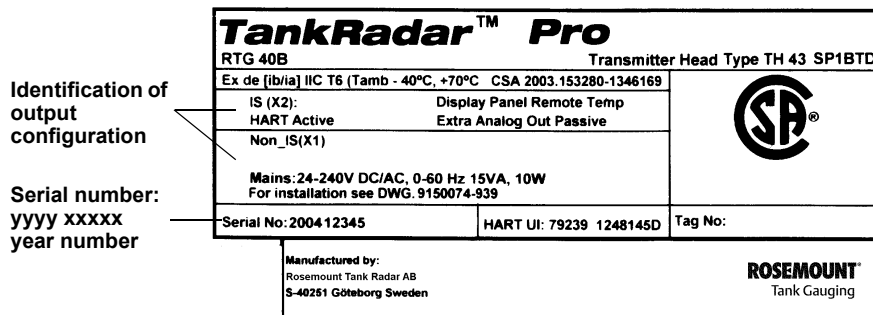 TankRadar™ Pro
RTG 40B Transmitter Head Type TH 43 SP1BTD
Ex de [ib/ia] IIC T6 (Tamb - 40°C, +70°C CSA 2003.153280-1346169
IS (X2): Display Panel Remote Temp
HART Active Extra Analog Out Passive
Non_IS(X1)
Mains:24-240V DC/AC, 0-60 Hz 15VA, 10W
For installation see DWG. 9150074-939
SA®
Identification of
output
configuration
Serial number:
yyyy xxxxx
year number
Serial No:200412345 HART UI: 79239 1248145D Tag No:
Manufactured by:
Rosemount Tank Radar AB
S-40251 Göteborg Sweden
ROSEMOUNT®
Tank Gauging